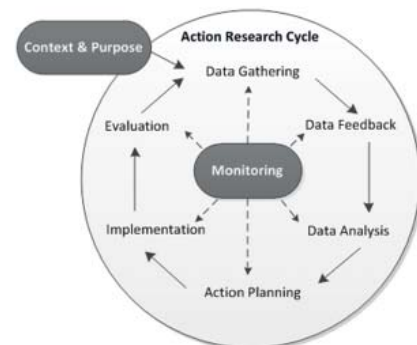 Action Research Cycle
Context & Purpose
Data Gathering
Evaluation
Data Feedback
Monitoring
Implementation
Data Analysis
Action Planning